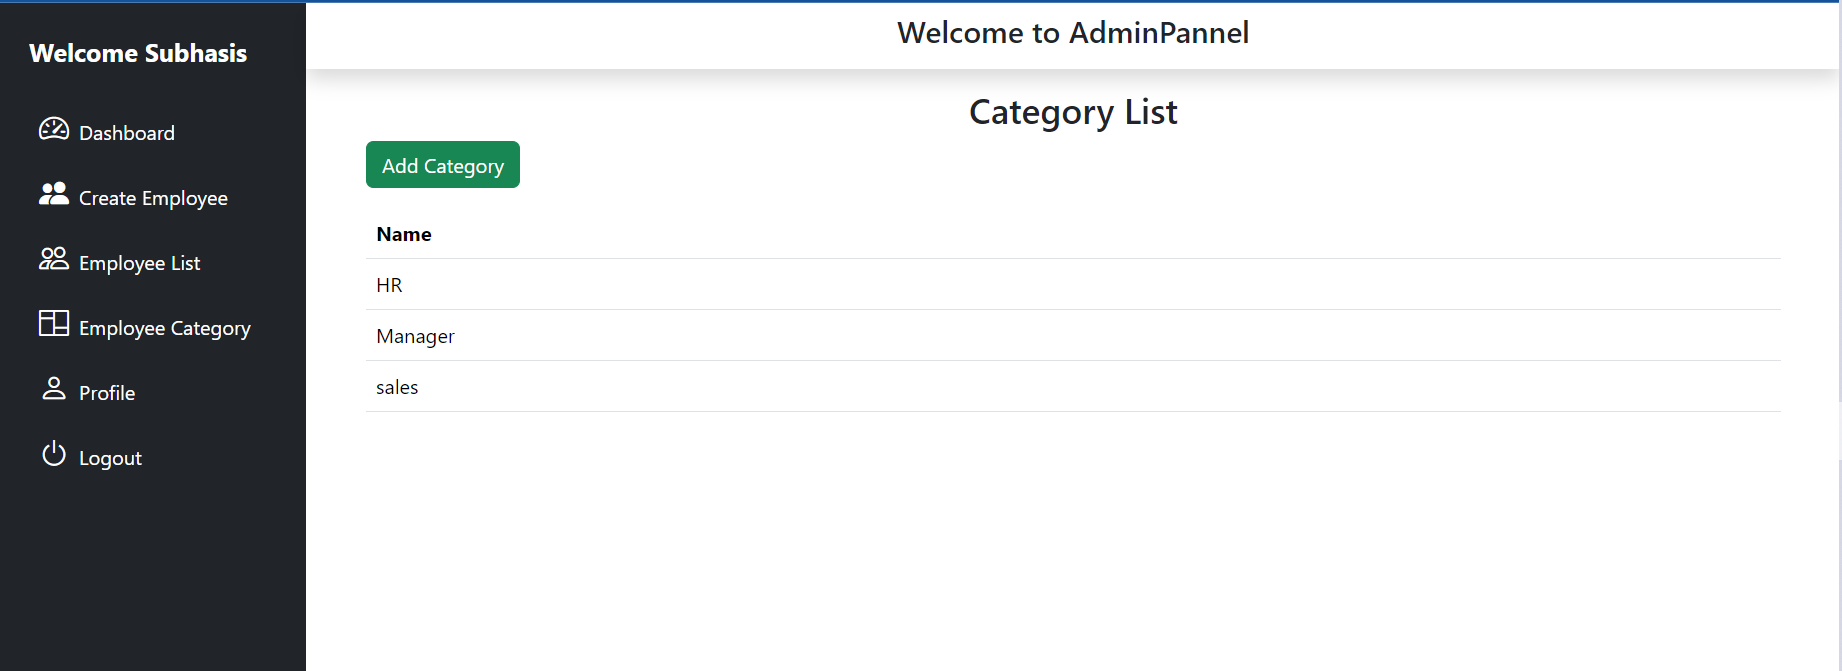 Welcome Subhasis
Dashboard
Create Employee
Employee List
Employee Category
Profile
Logout
Welcome to AdminPannel
Category List
Add Category
Name
HR
Manager
sales